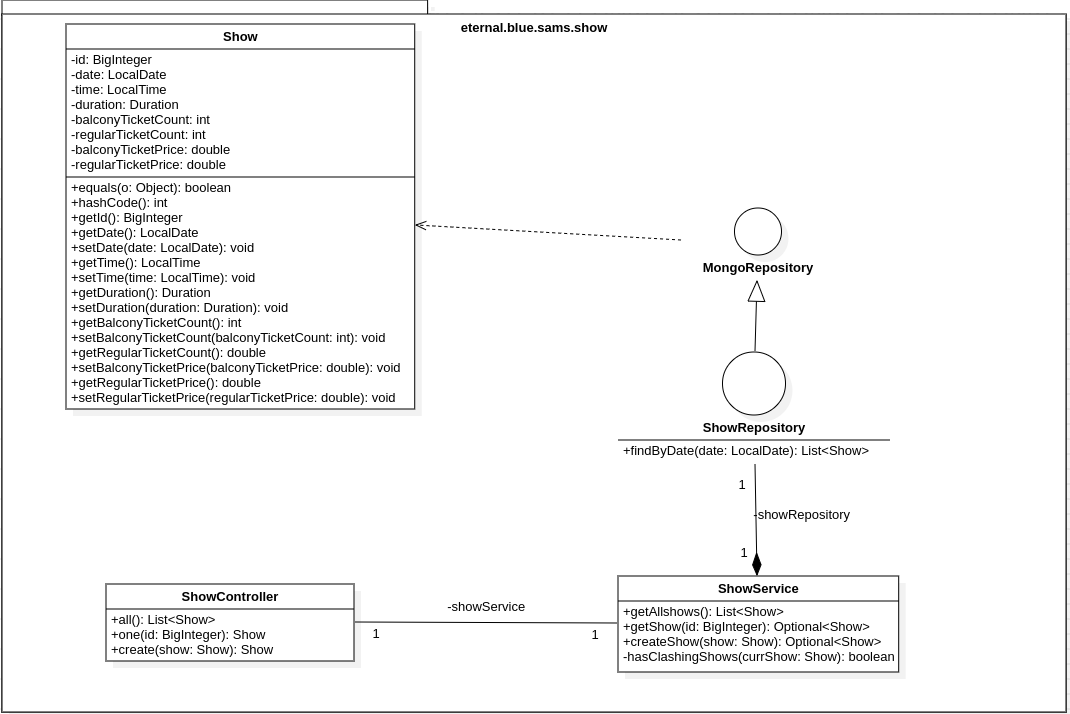 eternal.blue.sams.show
Show
-id: BigInteger
-date: LocalDate
-time: LocalTime
-duration: Duration
-balconyTicketCount: int
-regularTicketCount: int
-balconyTicketPrice: double
-regularTicketPrice: double
+equals(o: Object): boolean
+hashCode(): int
+getId(): BigInteger
+getDate(): LocalDate
+setDate(date: LocalDate): void
+getTime(): LocalTime
+setTime(time: LocalTime): void
+getDuration(): Duration
+setDuration(duration: Duration): void
+getBalconyTicketCount(): int
+setBalconyTicketCount(balconyTicketCount: int): void
+getRegularTicketCount(): double
+setBalconyTicketPrice(balconyTicketPrice: double): void
+getRegularTicketPrice(): double
+setRegularTicketPrice(regularTicketPrice: double): void
MongoRepository
ShowRepository
+findByDate(date: LocalDate): List<Show>
1
-showRepository
1
ShowController
+all(): List<Show>
+one(id: BigInteger): Show
+create(show: Show): Show
-showService
1
1
ShowService
+getAllshows(): List<Show>
+getShow(id: BigInteger): Optional<Show>
+createShow(show: Show): Optional<Show>
-hasClashingShows(currShow: Show): boolean